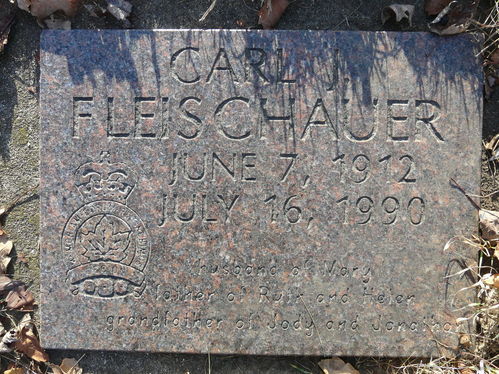 CARL J.
FLEISCHAUER
JUNE 7, 1912
JULY 16, 1990
husband of Mary
father of Ruth and Helen
grandfather of Jody and Jonathan